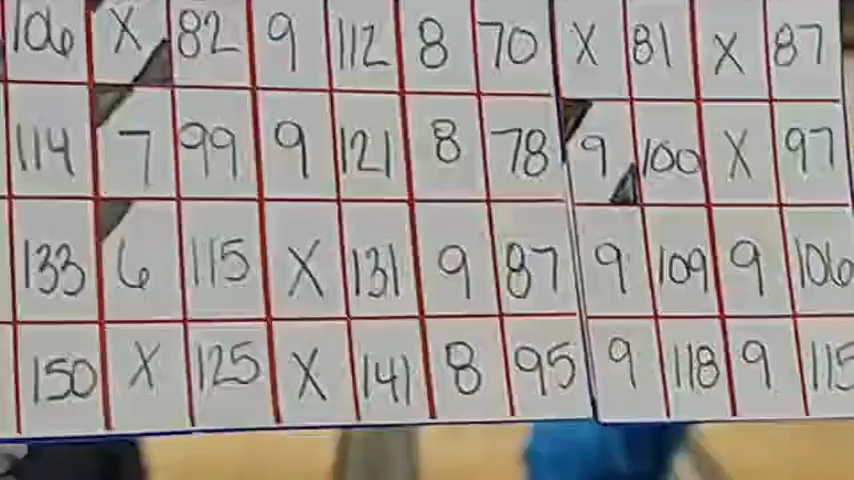 106 X 82 9 112 8 70 X 81 X 87
114 7 99 9 121 8 78 9 100 X 97
133 6 115 X 131 9 87 9 109 9 106
150 X 125 X 141 8 95 9 118 9 115